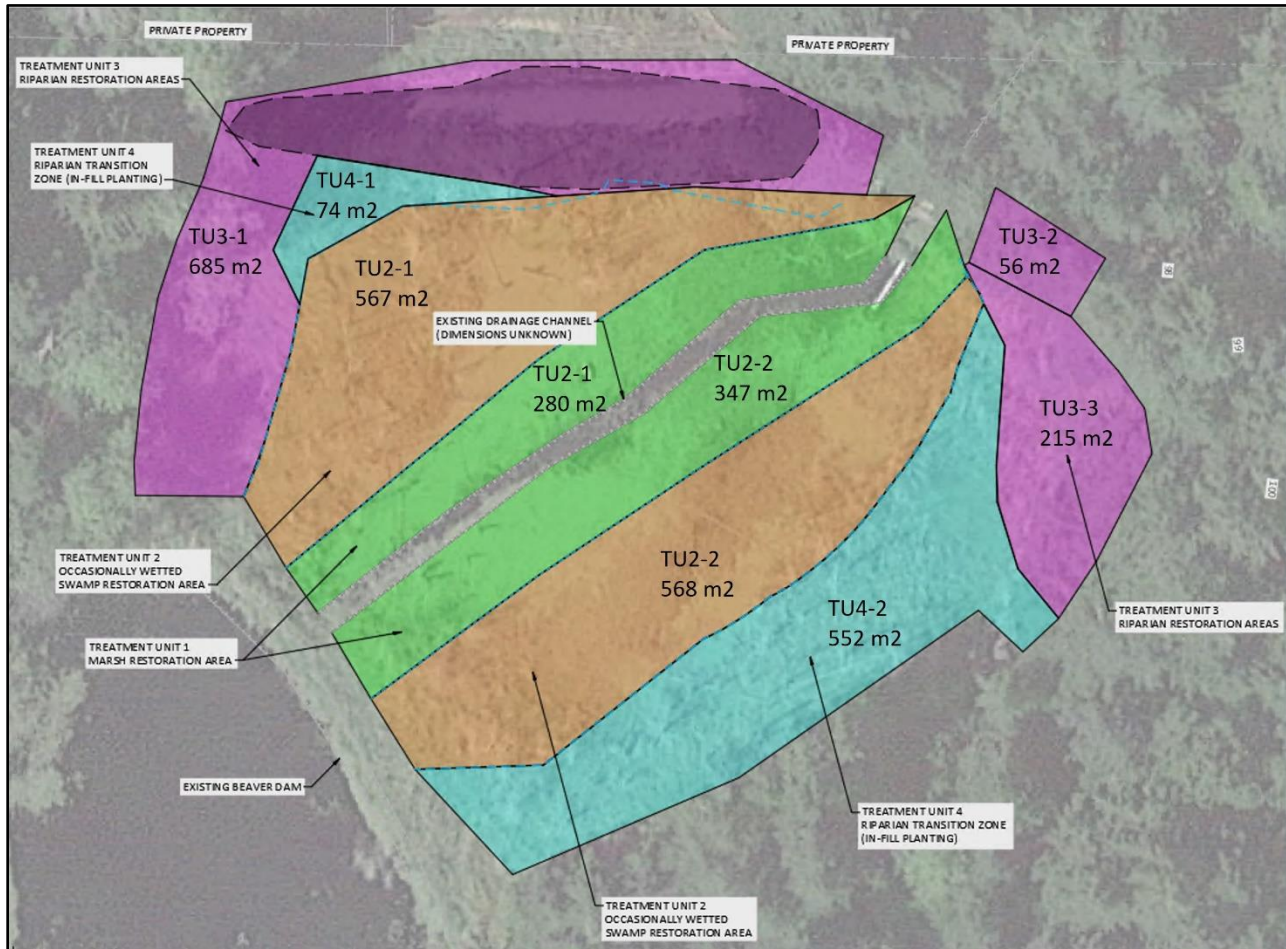 PRIVATE PROPERTY
PRIVATE PROPERTY
TREATMENT UNIT 3
RIPARIAN RESTORATION AREAS
TREATMENT UNIT 4
RIPARIAN TRANSITION
ZONE (IN-FILL PLANTING)
TU4-1
74 m2
TU3-1
685 m2
TU3-2
56 m2
TU2-1
567 m2
98
EXISTING DRAINAGE CHANNEL
(DIMENSIONS UNKNOWN)
99
TU2-1
280 m2
TU2-2
347 m2
TU3-3
215 m2
100
TREATMENT UNIT 2
OCCASIONALLY WETTED
SWAMP RESTORATION AREA
TU2-2
568 m2
TU4-2
552 m2
TREATMENT UNIT 3
RIPARIAN RESTORATION AREAS
TREATMENT UNIT 1
MARSH RESTORATION AREA
EXISTING BEAVER DAM
TREATMENT UNIT 4
RIPARIAN TRANSITION ZONE
(IN-FILL PLANTING)
TREATMENT UNIT 2
OCCASIONALLY WETTED
SWAMP RESTORATION AREA